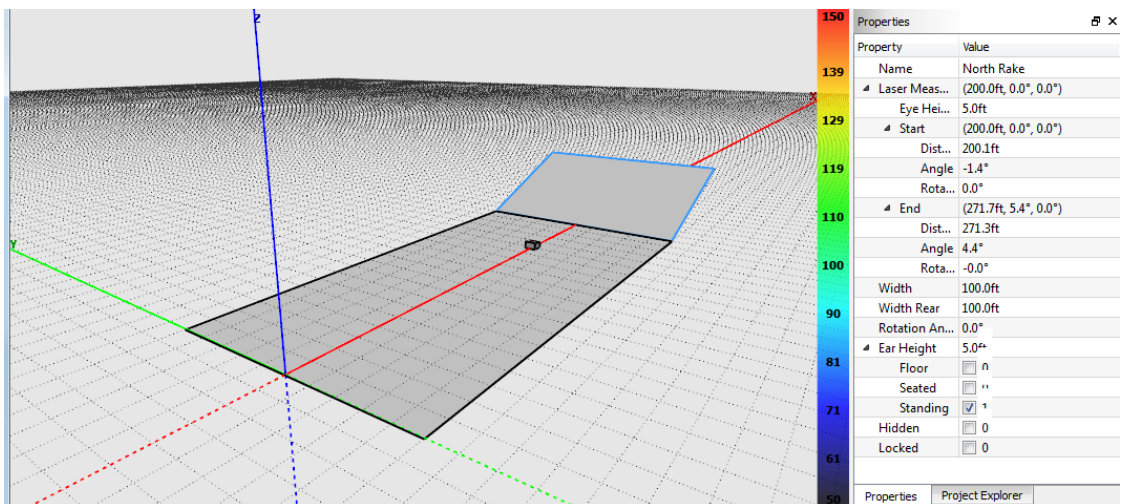 Z
X
Y
150
139
129
119
110
100
90
81
71
61
50
Properties
Property Value
Name North Rake
Laser Meas... (200.0ft, 0.0°, 0.0°)
Eye Hei... 5.0ft
Start (200.0ft, 0.0°, 0.0°)
Dist... 200.1ft
Angle -1.4°
Rota... 0.0°
End (271.7ft, 5.4°, 0.0°)
Dist... 271.3ft
Angle 4.4°
Rota... -0.0°
Width 100.0ft
Width Rear 100.0ft
Rotation An... 0.0°
Ear Height
Floor
Seated
Standing
Hidden 0
Locked 0
Properties Project Explorer